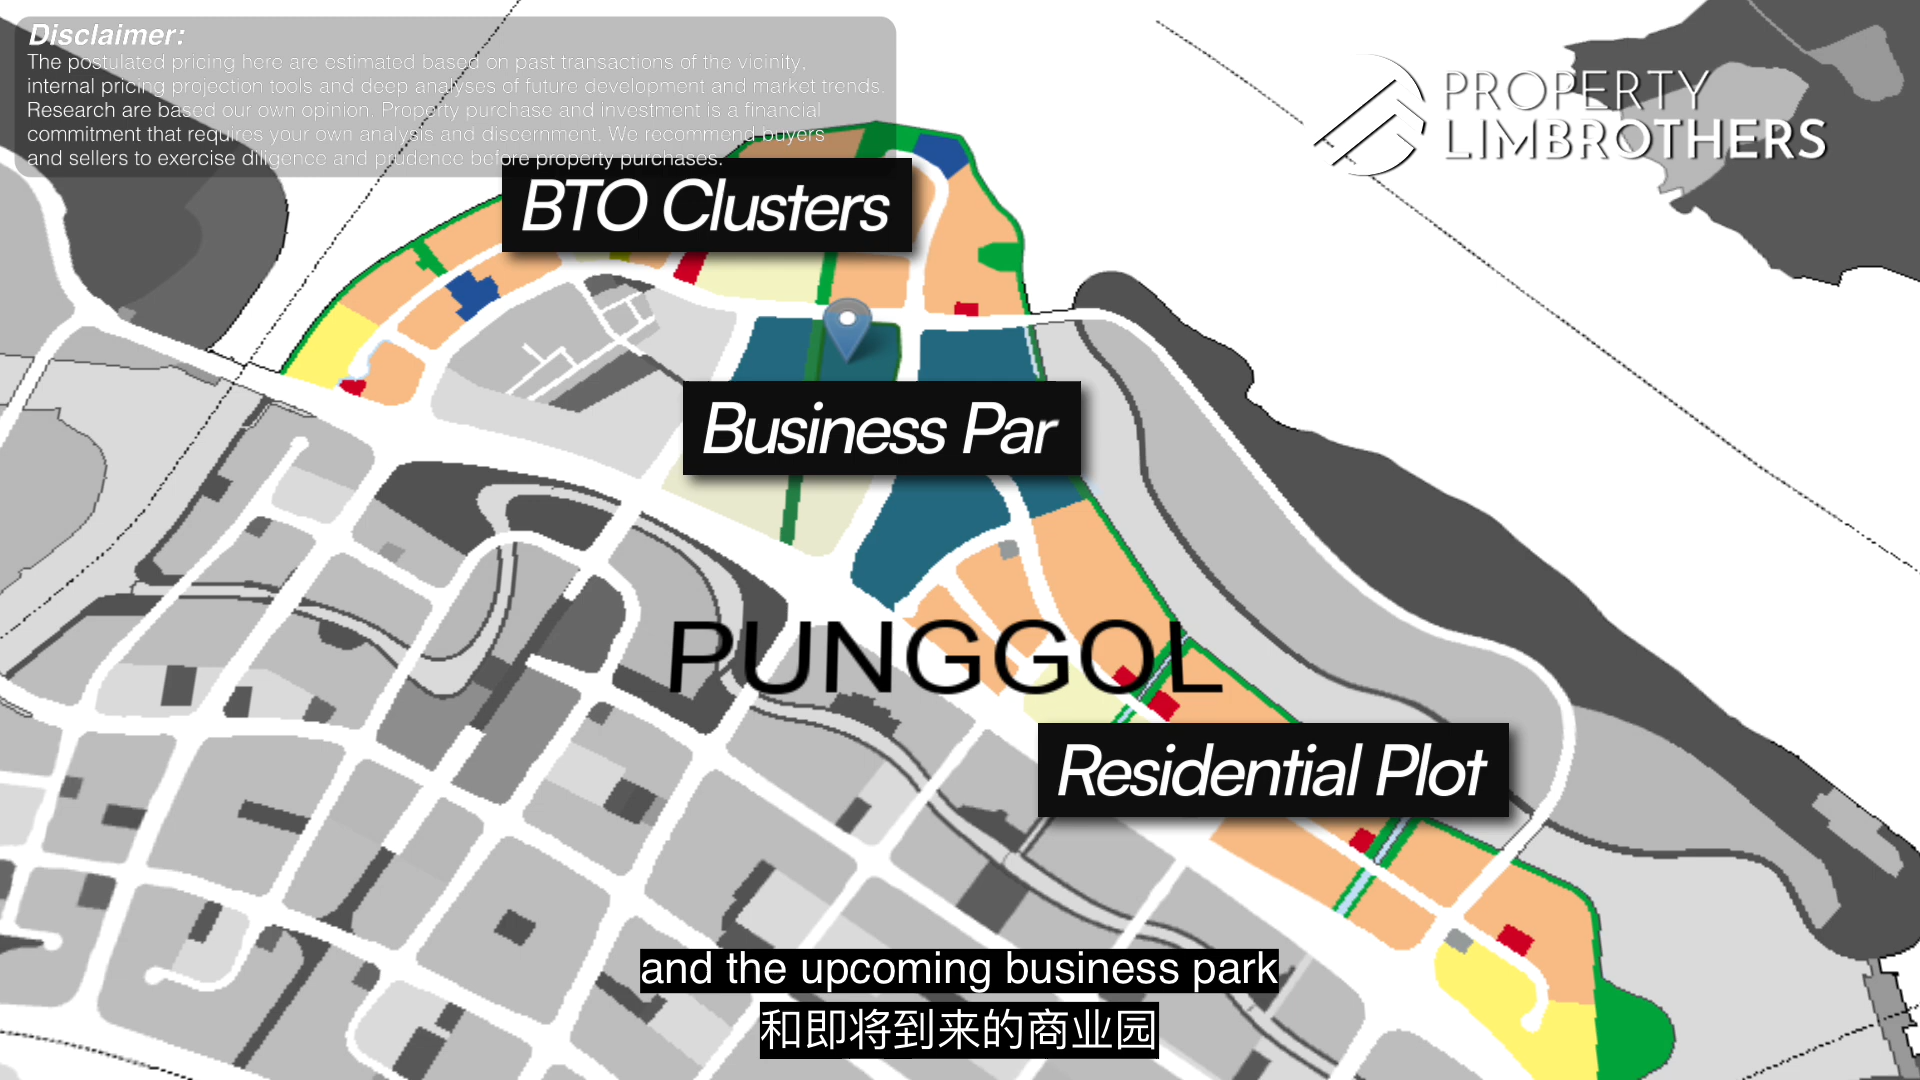 Disclaimer:
The postulated pricing here are estimated based on past transactions of the vicinity,
internal pricing projection tools and deep analyses of future development and market trends.
Research are based our own opinion. Property purchase and investment is a financial
commitment that requires your own analysis and discernment. We recommend buyers
and sellers to exercise diligence and prudence before property purchases.
PROPERTY
LIMBROTHERS
BTO Clusters
Business Par
PUNGGOL
Residential Plot
and the upcoming business park
和即将到来的商业园